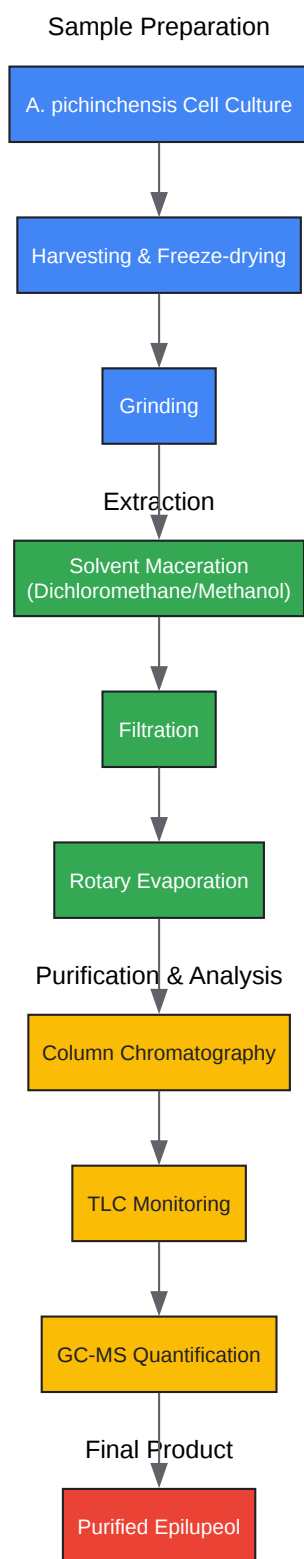 Sample Preparation
A. pichinchensis Cell Culture
Harvesting & Freeze-drying
Grinding
Extraction
Solvent Maceration
(Dichloromethane/Methanol)
Filtration
Rotary Evaporation
Purification & Analysis
Column Chromatography
TLC Monitoring
GC-MS Quantification
Final Product
Purified Epilupeol